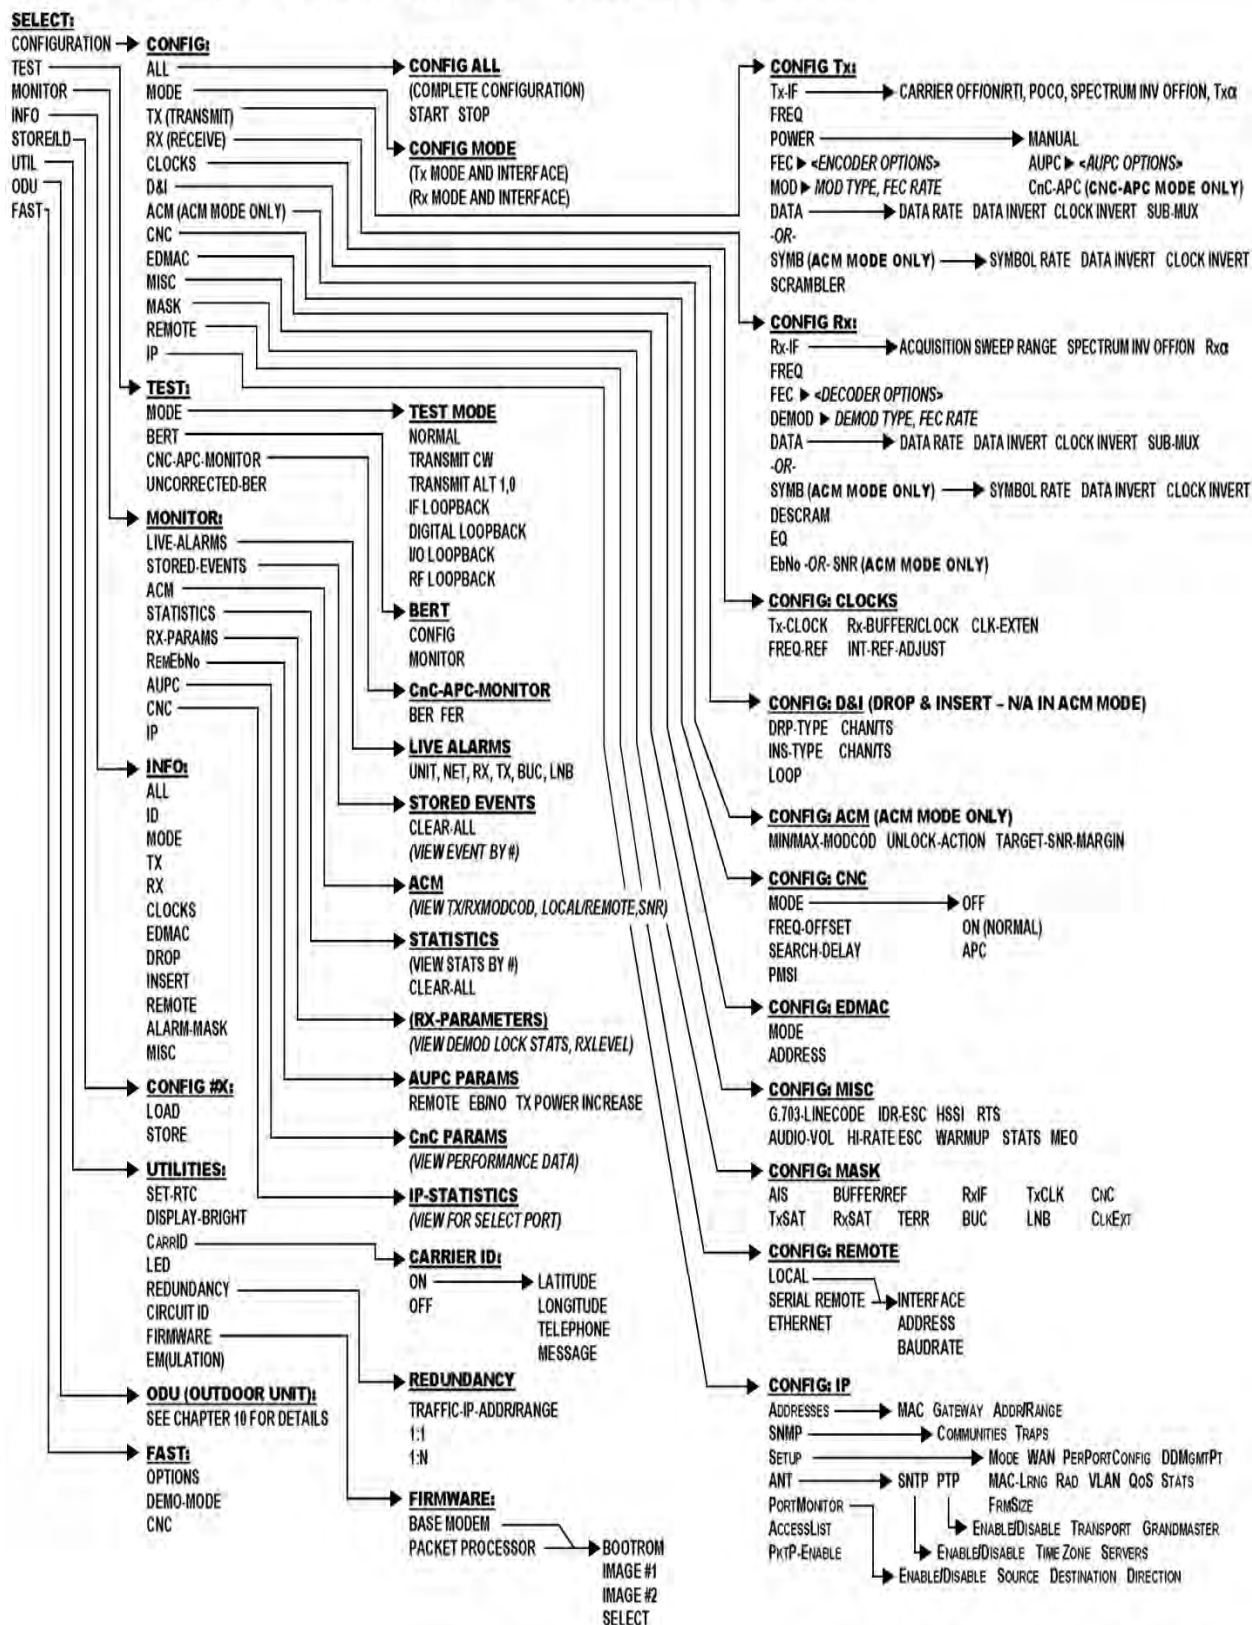 SELECT:
CONFIGURATION
TEST
MONITOR
INFO
STORE/LD
UTIL
ODU
FAST
CONFIG:
ALL
MODE
TX (TRANSMIT)
RX (RECEIVE)
CLOCKS
D&I
ACM (ACM MODE ONLY)
CNC
EDMAC
MISC
MASK
REMOTE
IP
TEST:
MODE
BERT
CNC-APC-MONITOR
UNCORRECTED-BER
MONITOR:
LIVE-ALARMS
STORED-EVENTS
ACM
STATISTICS
RX-PARAMS
REMEbNo
AUPC
CNC
IP
INFO:
ALL
ID
MODE
TX
RX
CLOCKS
EDMAC
DROP
INSERT
REMOTE
ALARM-MASK
MISC
CONFIG #X:
LOAD
STORE
UTILITIES:
SET-RTC
DISPLAY-BRIGHT
CARRID
LED
REDUNDANCY
CIRCUIT ID
FIRMWARE
EM(ULATION)
ODU (OUTDOOR UNIT):
SEE CHAPTER 10 FOR DETAILS
FAST:
OPTIONS
DEMO-MODE
CNC
CONFIG ALL
(COMPLETE CONFIGURATION)
START STOP
CONFIG MODE
(Tx MODE AND INTERFACE)
(Rx MODE AND INTERFACE)
TEST MODE
NORMAL
TRANSMIT CW
TRANSMIT ALT 1,0
IF LOOPBACK
DIGITAL LOOPBACK
I/O LOOPBACK
RF LOOPBACK
BERT
CONFIG
MONITOR
CnC-APC-MONITOR
BER FER
LIVE ALARMS
UNIT, NET, RX, TX, BUC, LNB
STORED EVENTS
CLEAR-ALL
(VIEW EVENT BY #)
ACM
(VIEW TX/RXMODCOD, LOCAL/REMOTE,SNR)
STATISTICS
(VIEW STATS BY #)
CLEAR-ALL
(RX-PARAMETERS)
(VIEW DEMOD LOCK STATS, RXLEVEL)
AUPC PARAMS
REMOTE EB/NO TX POWER INCREASE
CnC PARAMS
(VIEW PERFORMANCE DATA)
IP-STATISTICS
(VIEW FOR SELECT PORT)
CARRIER ID:
ON LATITUDE
OFF LONGITUDE
TELEPHONE
MESSAGE
REDUNDANCY
TRAFFIC-IP-ADDR/RANGE
1:1
1:N
FIRMWARE:
BASE MODEM
PACKET PROCESSOR BOOTROM
IMAGE #1
IMAGE #2
SELECT
CONFIG Tx:
Tx-IF CARRIER OFF/ON/RTI, POCO, SPECTRUM INV OFF/ON, Txα
FREQ
POWER MANUAL
FEC <ENCODER OPTIONS> AUPC <AUPC OPTIONS>
MOD MOD TYPE, FEC RATE CnC-APC (CNC-APC MODE ONLY)
DATA DATA RATE DATA INVERT CLOCK INVERT SUB-MUX
-OR-
SYMB (ACM MODE ONLY) SYMBOL RATE DATA INVERT CLOCK INVERT
SCRAMBLER
CONFIG Rx:
Rx-IF ACQUISITION SWEEP RANGE SPECTRUM INV OFF/ON Rxα
FREQ
FEC <DECODER OPTIONS>
DEMOD DEMOD TYPE, FEC RATE
DATA DATA RATE DATA INVERT CLOCK INVERT SUB-MUX
-OR-
SYMB (ACM MODE ONLY) SYMBOL RATE DATA INVERT CLOCK INVERT
DESCRAM
EQ
EbNo -OR- SNR (ACM MODE ONLY)
CONFIG: CLOCKS
Tx-CLOCK Rx-BUFFER/CLOCK CLK-EXTEN
FREQ-REF INT-REF-ADJUST
CONFIG: D&I (DROP & INSERT – N/A IN ACM MODE)
DRP-TYPE CHAN/TS
INS-TYPE CHAN/TS
LOOP
CONFIG: ACM (ACM MODE ONLY)
MIN/MAX-MODCOD UNLOCK-ACTION TARGET-SNR-MARGIN
CONFIG: CNC
MODE OFF
FREQ-OFFSET ON (NORMAL)
SEARCH-DELAY APC
PMSI
CONFIG: EDMAC
MODE
ADDRESS
CONFIG: MISC
G.703-LINECODE IDR-ESC HSSI RTS
AUDIO-VOL HI-RATE ESC WARMUP STATS MEO
CONFIG: MASK
AIS BUFFER/REF RxIF TxCLK CNC
TxSAT RxSAT TERR BUC LNB CLKEXT
CONFIG: REMOTE
LOCAL
SERIAL REMOTE INTERFACE
ETHERNET ADDRESS
BAUDRATE
CONFIG: IP
ADDRESSES MAC GATEWAY ADDR/RANGE
SNMP COMMUNITIES TRAPS
SETUP MODE WAN PERPORTCONFIG DDMGMTPT
ANT SNTP PTP MAC-LRNG RAD VLAN QOS STATS
PORTMONITOR FRMSIZE
ACCESSLIST ENABLE/DISABLE TRANSPORT GRANDMASTER
PKTP-ENABLE ENABLE/DISABLE TIME ZONE SERVERS
ENABLE/DISABLE SOURCE DESTINATION DIRECTION